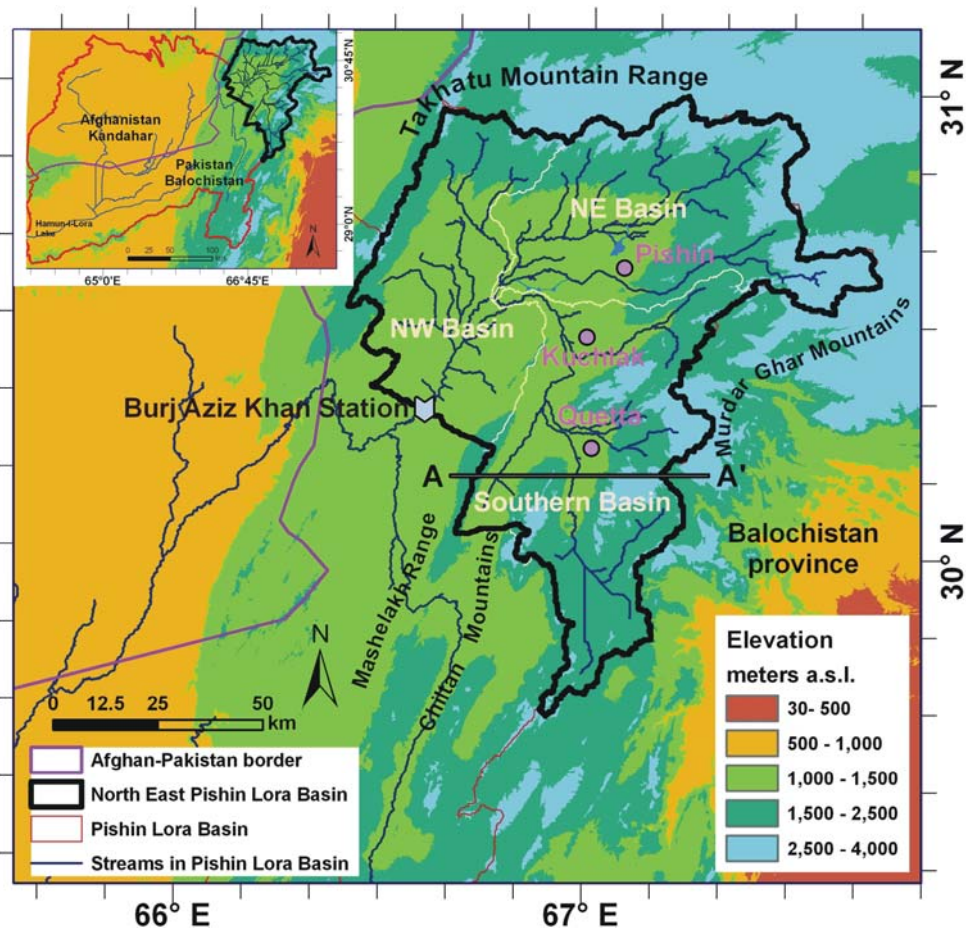 Takhatu Mountain Range
31° N
30°45'N
Afghanistan
Kandahar
Pakistan
Balochistan
29°0'N
Hamun-I-Lora
Lake
N
0 25 50 100
km
65°0'E
66°45'E
NE Basin
Pishin
NW Basin
Kuchlak
Murdar Ghar Mountains
Burj Aziz Khan Station
Quetta
A
A'
Southern Basin
Balochistan
province
30° N
Mashelakh Range
Chiltan Mountains
N
0 12.5 25 50
km
Afghan-Pakistan border
North East Pishin Lora Basin
Pishin Lora Basin
Streams in Pishin Lora Basin
Elevation
meters a.s.l.
30- 500
500 - 1,000
1,000 - 1,500
1,500 - 2,500
2,500 - 4,000
66° E
67° E